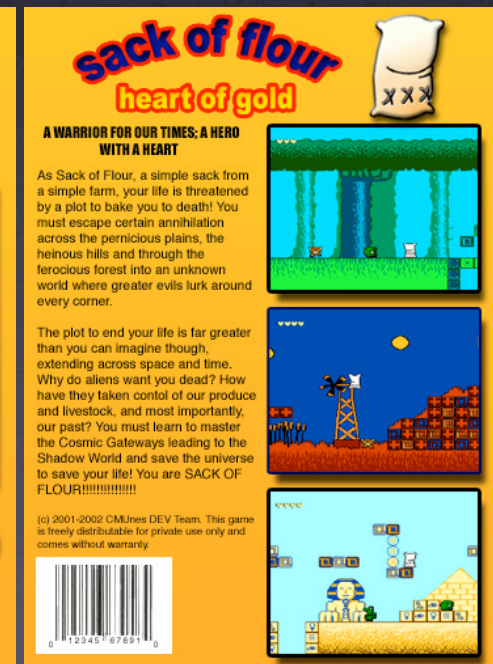 sack of flour
heart of gold
A WARRIOR FOR OUR TIMES; A HERO
WITH A HEART
As Sack of Flour, a simple sack from
a simple farm, your life is threatened
by a plot to bake you to death! You
must escape certain annihilation
across the pernicious plains, the
heinous hills and through the
ferocious forest into an unknown
world where greater evils lurk around
every corner.
The plot to end your life is far greater
than you can imagine though,
extending across space and time.
Why do aliens want you dead? How
have they taken contol of our produce
and livestock, and most importantly,
our past? You must learn to master
the Cosmic Gateways leading to the
Shadow World and save the universe
to save your life! You are SACK OF
FLOUR!!!!!!!!!!!!!!!
(c) 2001-2002 CMUnes DEV Team. This game
is freely distributable for private use only and
comes without warranty.
0 12345 67891 0
XXX